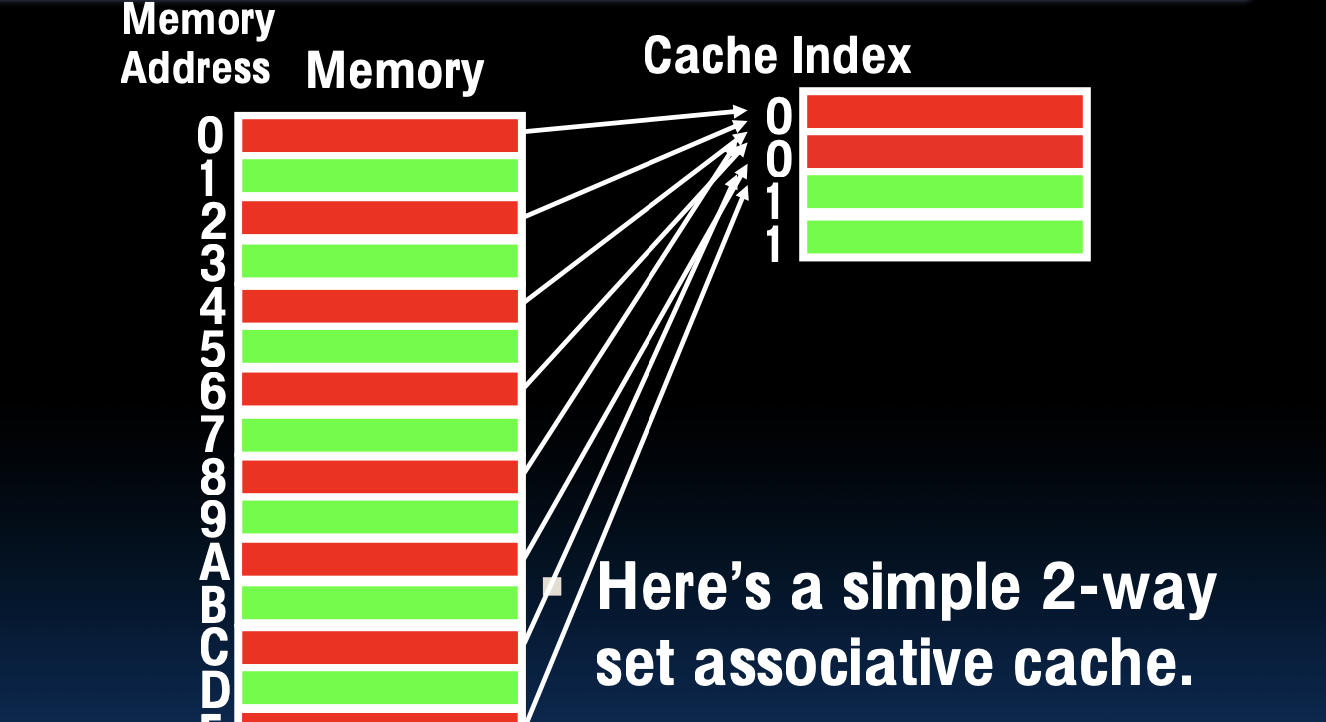 Memory
Address
Memory
Cache Index
0
1
2
3
4
5
6
7
8
9
A
B
C
D
0
0
1
1
Here's a simple 2-way
set associative cache.